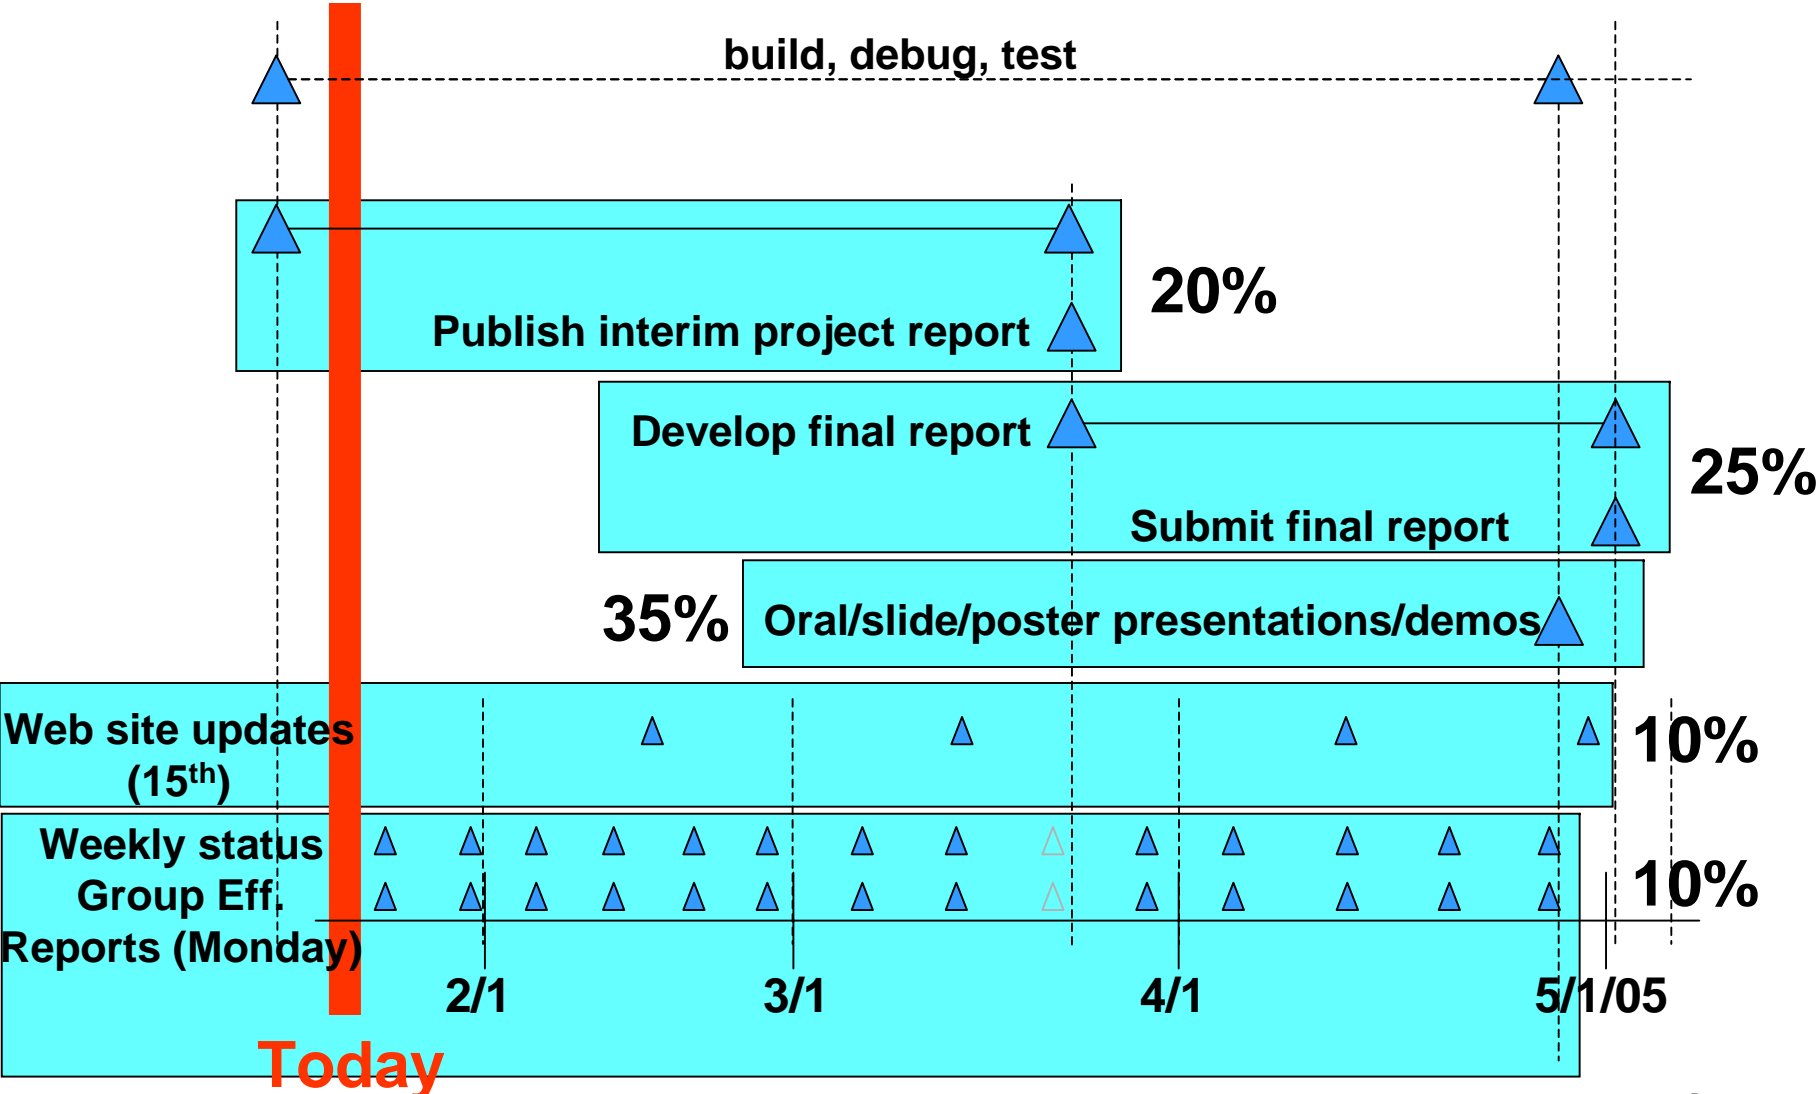 build, debug, test
20%
Publish interim project report
Develop final report
25%
Submit final report
35%
Oral/slide/poster presentations/demos
Web site updates
(15th)
10%
Weekly status
Group Eff.
Reports (Monday)
10%
2/1
3/1
4/1
5/1/05
Today